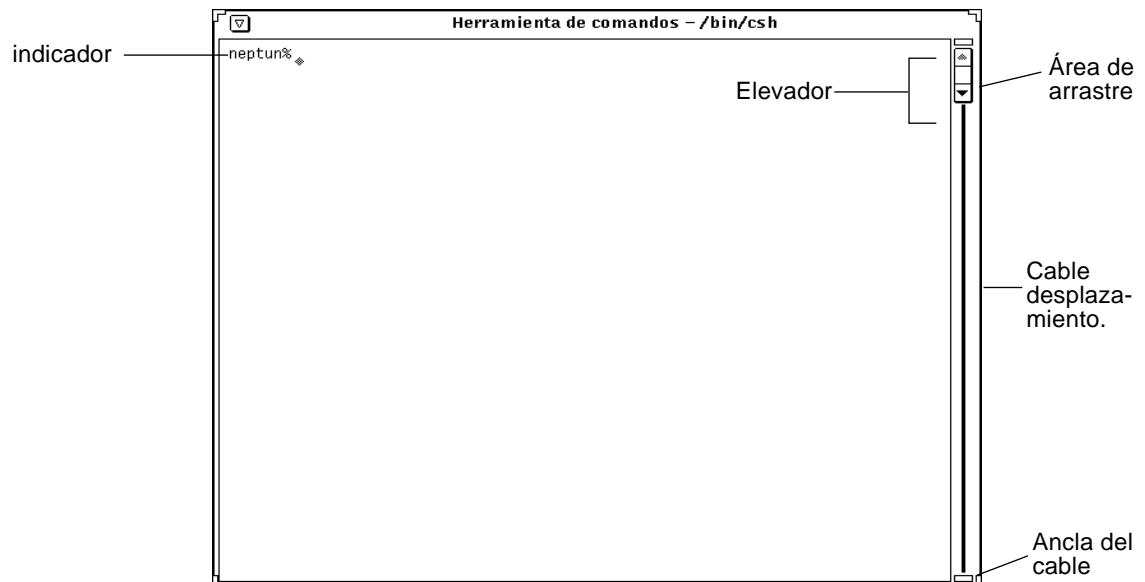 Herramienta de comandos – /bin/csh
indicador
neptun%
Elevador
Área de
arrastre
Cable
desplaza-
miento.
Ancla del
cable